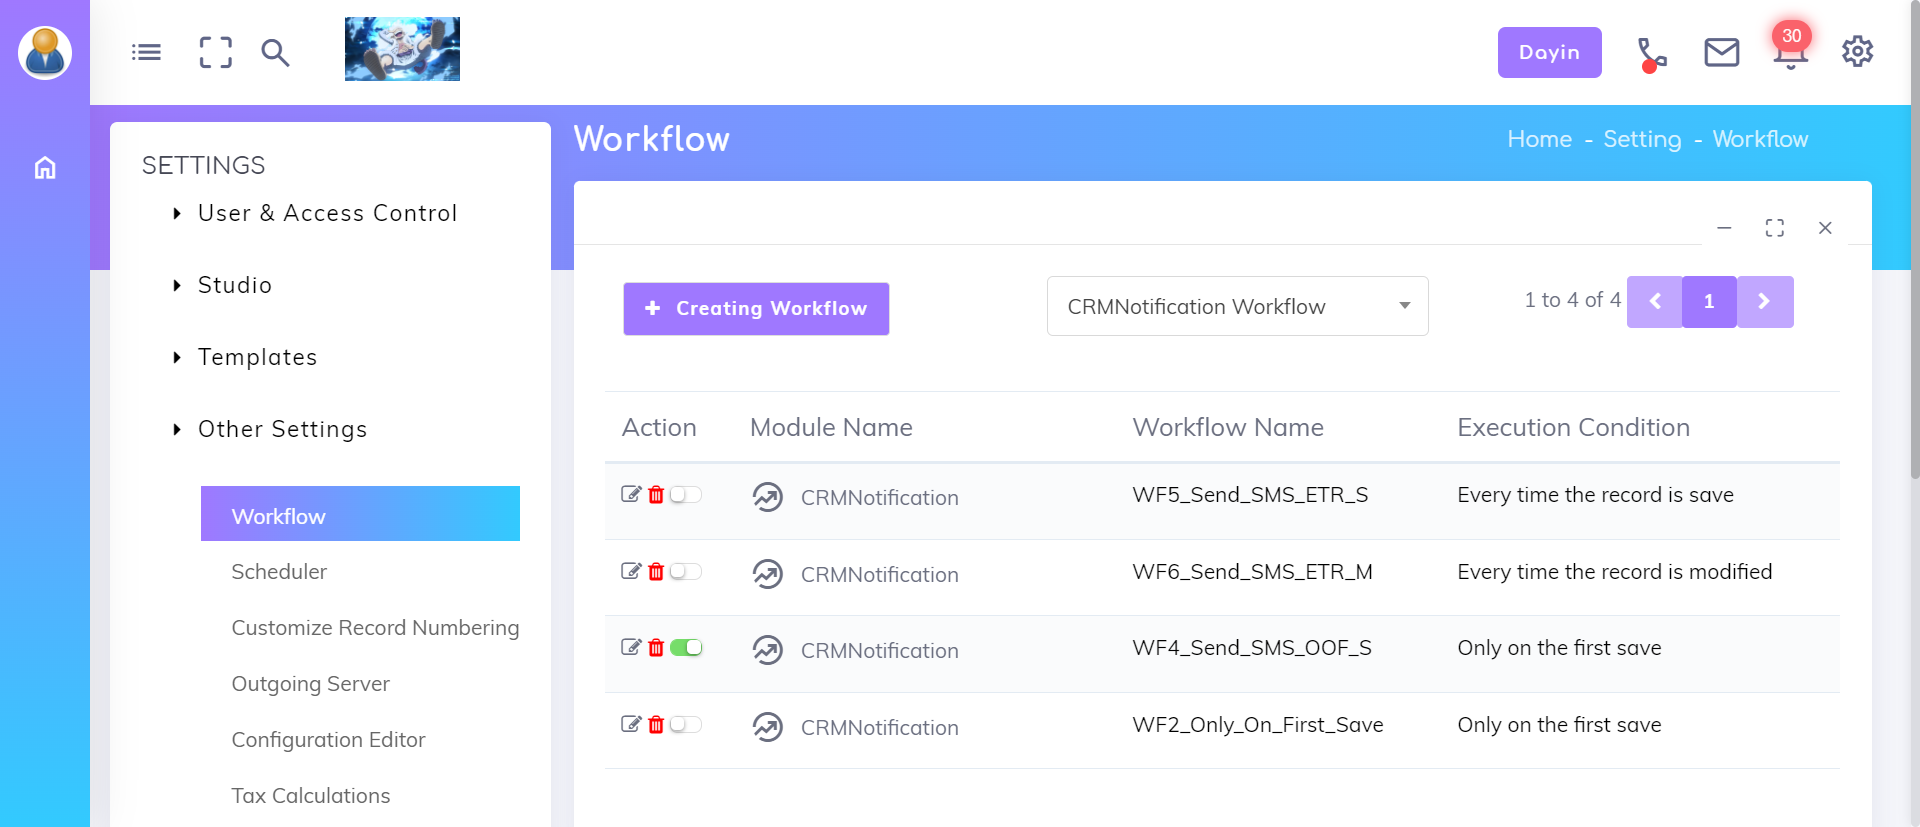 Dayin
30
SETTINGS
User & Access Control
Studio
Templates
Other Settings
Workflow
Scheduler
Customize Record Numbering
Outgoing Server
Configuration Editor
Tax Calculations
Workflow
Home - Setting - Workflow
Creating Workflow
CRMNotification Workflow
1 to 4 of 4
1
Action Module Name Workflow Name Execution Condition
CRMNotification WF5_Send_SMS_ETR_S Every time the record is save
CRMNotification WF6_Send_SMS_ETR_M Every time the record is modified
CRMNotification WF4_Send_SMS_OOF_S Only on the first save
CRMNotification WF2_Only_On_First_Save Only on the first save